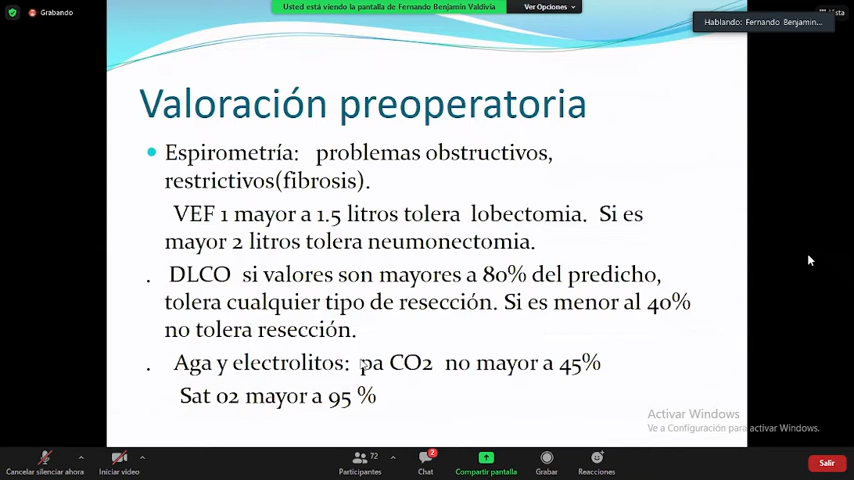 Grabando
Usted está viendo la pantalla de Fernando Benjamin Valdivia
Ver Opciones
Vista
Hablando: Fernando Benjamin...
Valoración preoperatoria
Espirometría: problemas obstructivos,
restrictivos(fibrosis).
VEF 1 mayor a 1.5 litros tolera lobectomia. Si es
mayor 2 litros tolera neumonectomia.
. DLCO si valores son mayores a 80% del predicho,
tolera cualquier tipo de resección. Si es menor al 40%
no tolera resección.
. Aga y electrolitos: pa CO2 no mayor a 45%
Sat 02 mayor a 95 %
Activar Windows
Ve a Configuración para activar Windows.
72
2
Cancelar silenciar ahora
Iniciar video
Participantes
Chat
Compartir pantalla
Grabar
Reacciones
Salir